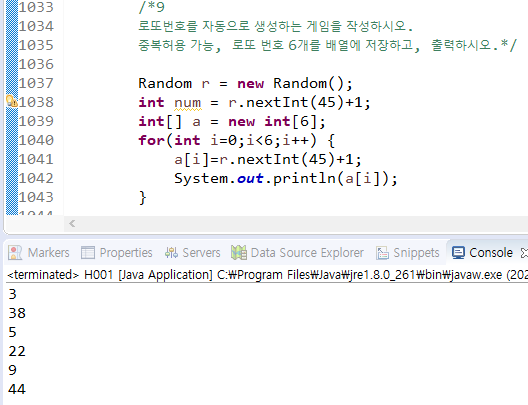 1033 /*9
1034 로또번호를 자동으로 생성하는 게임을 작성하시오.
1035 중복허용 가능, 로또 번호 6개를 배열에 저장하고, 출력하시오.*/
1036
1037 Random r = new Random();
1038 int num = r.nextInt(45)+1;
1039 int[] a = new int[6];
1040 for(int i=0;i<6;i++) {
1041 a[i]=r.nextInt(45)+1;
1042 System.out.println(a[i]);
1043 }
Markers Properties Servers Data Source Explorer Snippets Console
<terminated> H001 [Java Application] C:₩Program Files₩Java₩jre1.8.0_261₩bin₩javaw.exe (202
3
38
5
22
9
44